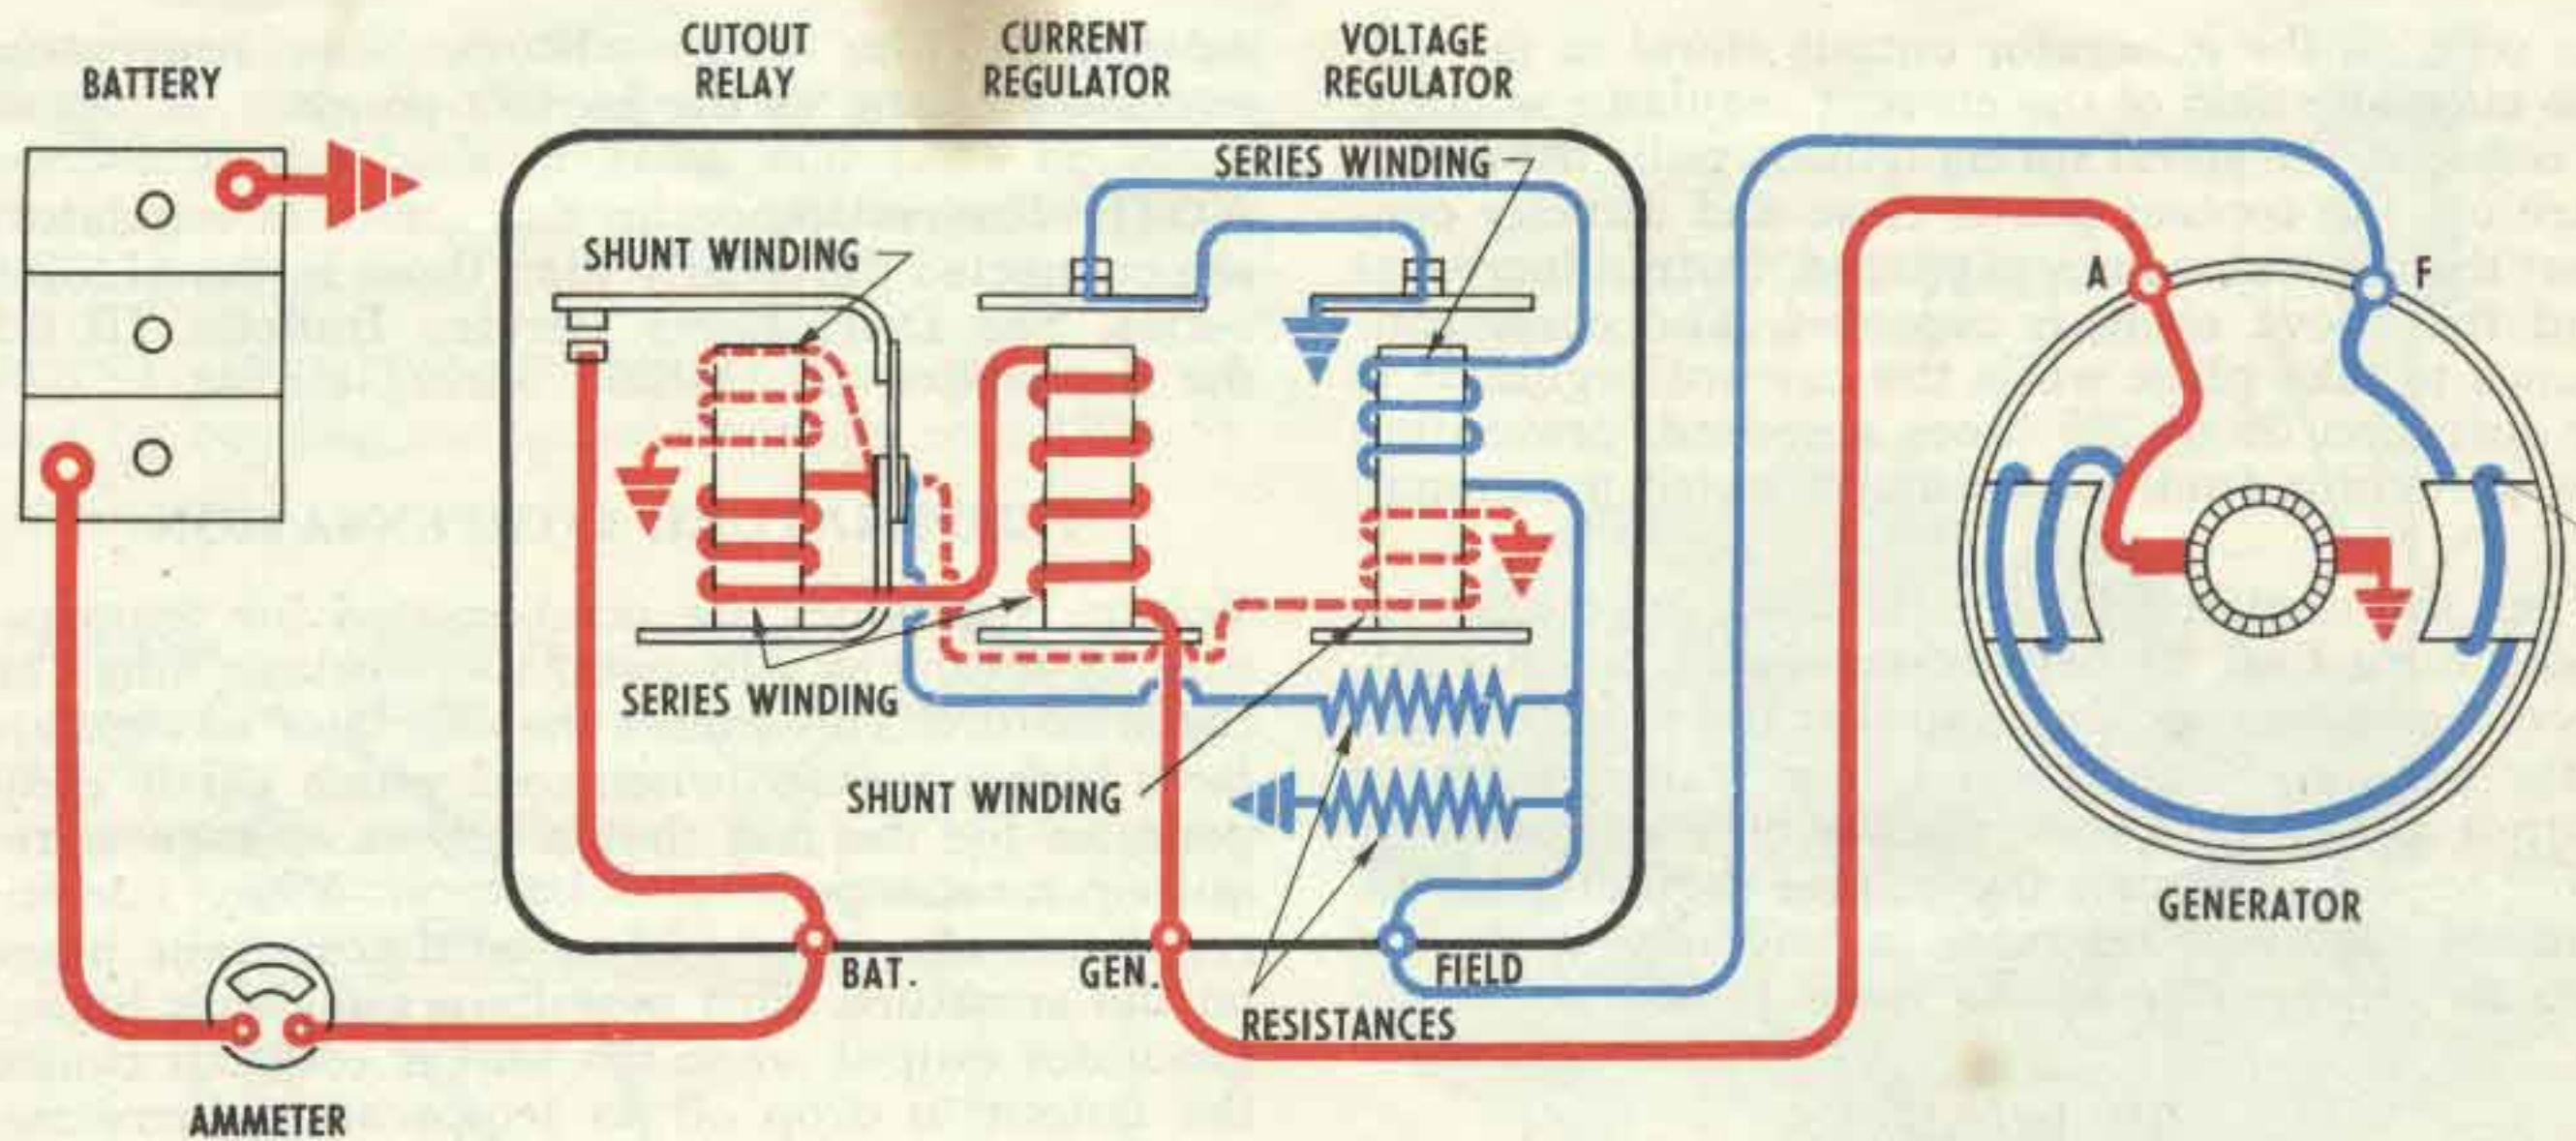 BATTERY
CUTOUT
RELAY
CURRENT
REGULATOR
VOLTAGE
REGULATOR
SERIES WINDING
SHUNT WINDING
A
F
SERIES WINDING
SHUNT WINDING
GENERATOR
BAT.
GEN.
FIELD
RESISTANCES
AMMETER